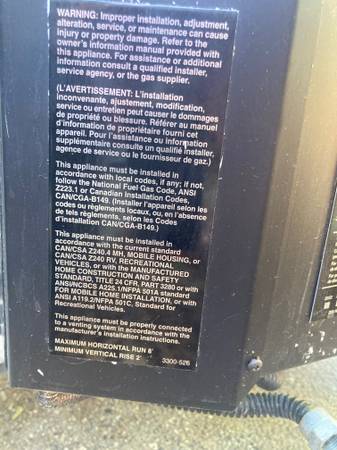 WARNING: Improper installation, adjustment,
alteration, service, or maintenance can cause
injury or property damage. Refer to the
owner's information manual provided with
this appliance. For assistance or additional
information consult a qualified installer,
service agency, or the gas supplier.
(L'AVERTISSEMENT: L'installation
inconvenante, ajustement, modification,
service ou entretien peut causer le dommages
de propriété ou blessure. Référer au manuel
d'information de propriétaire fourni cet
apareil. Pour l'assistance ou information
supplémentaire consulte un qualifié installer,
agence de service ou le fournisseur de gaz.)
This appliance must be installed in
accordance with local codes, if any; if not,
follow the National Fuel Gas Code, ANSI
Z223.1 or Canadian Installation Codes,
CAN/CGA-B149. (Installer l'appareil selon les
codes ou règlements locaux, ou, en l'absence
de tels règlements, selon les Codes
d'installation CAN/CGA-B149.)
This appliance must be installed in
accordance with the current standard
CAN/CSA Z240.4 MH, MOBILE HOUSING, or
CAN/CSA Z240 RV, RECREATIONAL
VEHICLES, or with the MANUFACTURED
HOME CONSTRUCTION AND SAFETY
STANDARD, TITLE 24 CFR, PART 3280 or with
ANSI/NCSBCS A225.1/NFPA 501A standard
FOR MOBILE HOME INSTALLATION, or with
ANSI A119.2/NFPA 501C, Standard for
Recreational Vehicles.
This appliance must be properly connected
to a venting system in accordance with the
manufacturer's installation instructions.
MAXIMUM HORIZONTAL RUN 8'
MINIMUM VERTICAL RISE 2'
3300-526